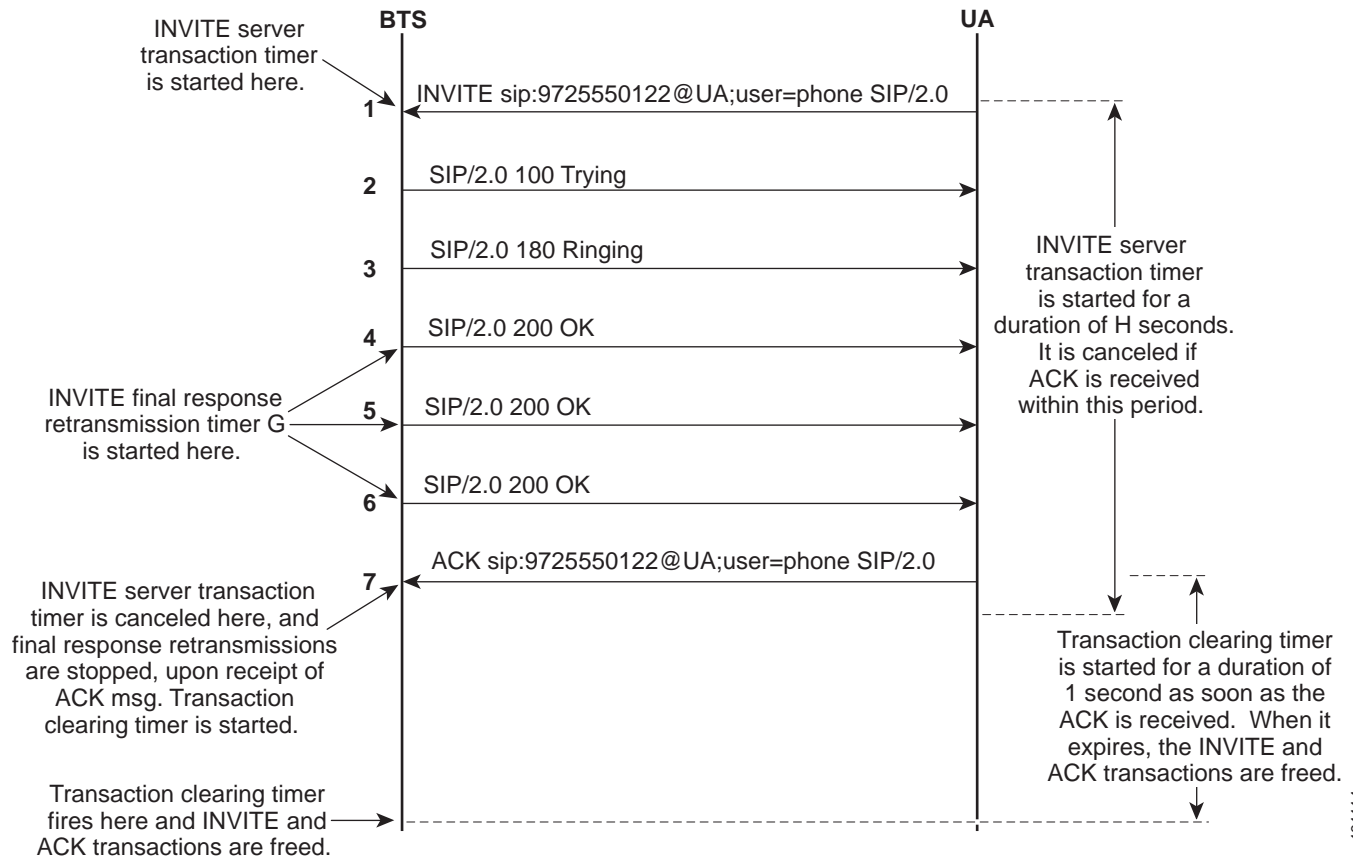 BTS
UA
INVITE server
transaction timer
is started here.
1
INVITE sip:9725550122@UA;user=phone SIP/2.0
2
SIP/2.0 100 Trying
3
SIP/2.0 180 Ringing
INVITE server
transaction timer
is started for a
duration of H seconds.
It is canceled if
ACK is received
within this period.
4
SIP/2.0 200 OK
INVITE final response
retransmission timer G
is started here.
5
SIP/2.0 200 OK
6
SIP/2.0 200 OK
7
ACK sip:9725550122@UA;user=phone SIP/2.0
INVITE server transaction
timer is canceled here, and
final response retransmissions
are stopped, upon receipt of
ACK msg. Transaction
clearing timer is started.
Transaction clearing timer
is started for a duration of
1 second as soon as the
ACK is received. When it
expires, the INVITE and
ACK transactions are freed.
Transaction clearing timer
fires here and INVITE and
ACK transactions are freed.